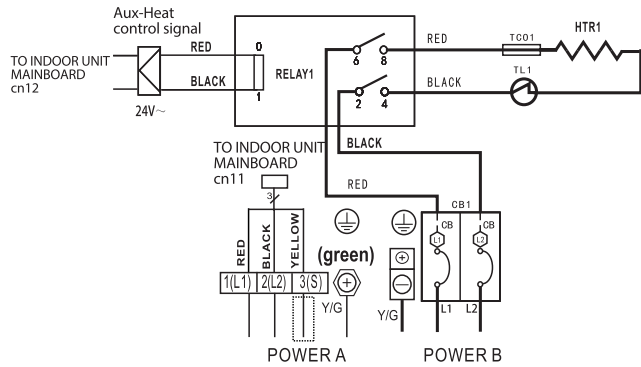 Aux-Heat
control signal
TO INDOOR UNIT
MAINBOARD
cn12
RED
BLACK
24V~
0
1
RELAY1
6
8
2
4
RED
TCO1
HTR1
BLACK
TL1
TO INDOOR UNIT
MAINBOARD
cn11
3
BLACK
RED
CB1
CB
CB
L1
L2
RED
BLACK
YELLOW
(green)
1(L1)
2(L2)
3(S)
Y/G
Y/G
L1
L2
POWER A
POWER B